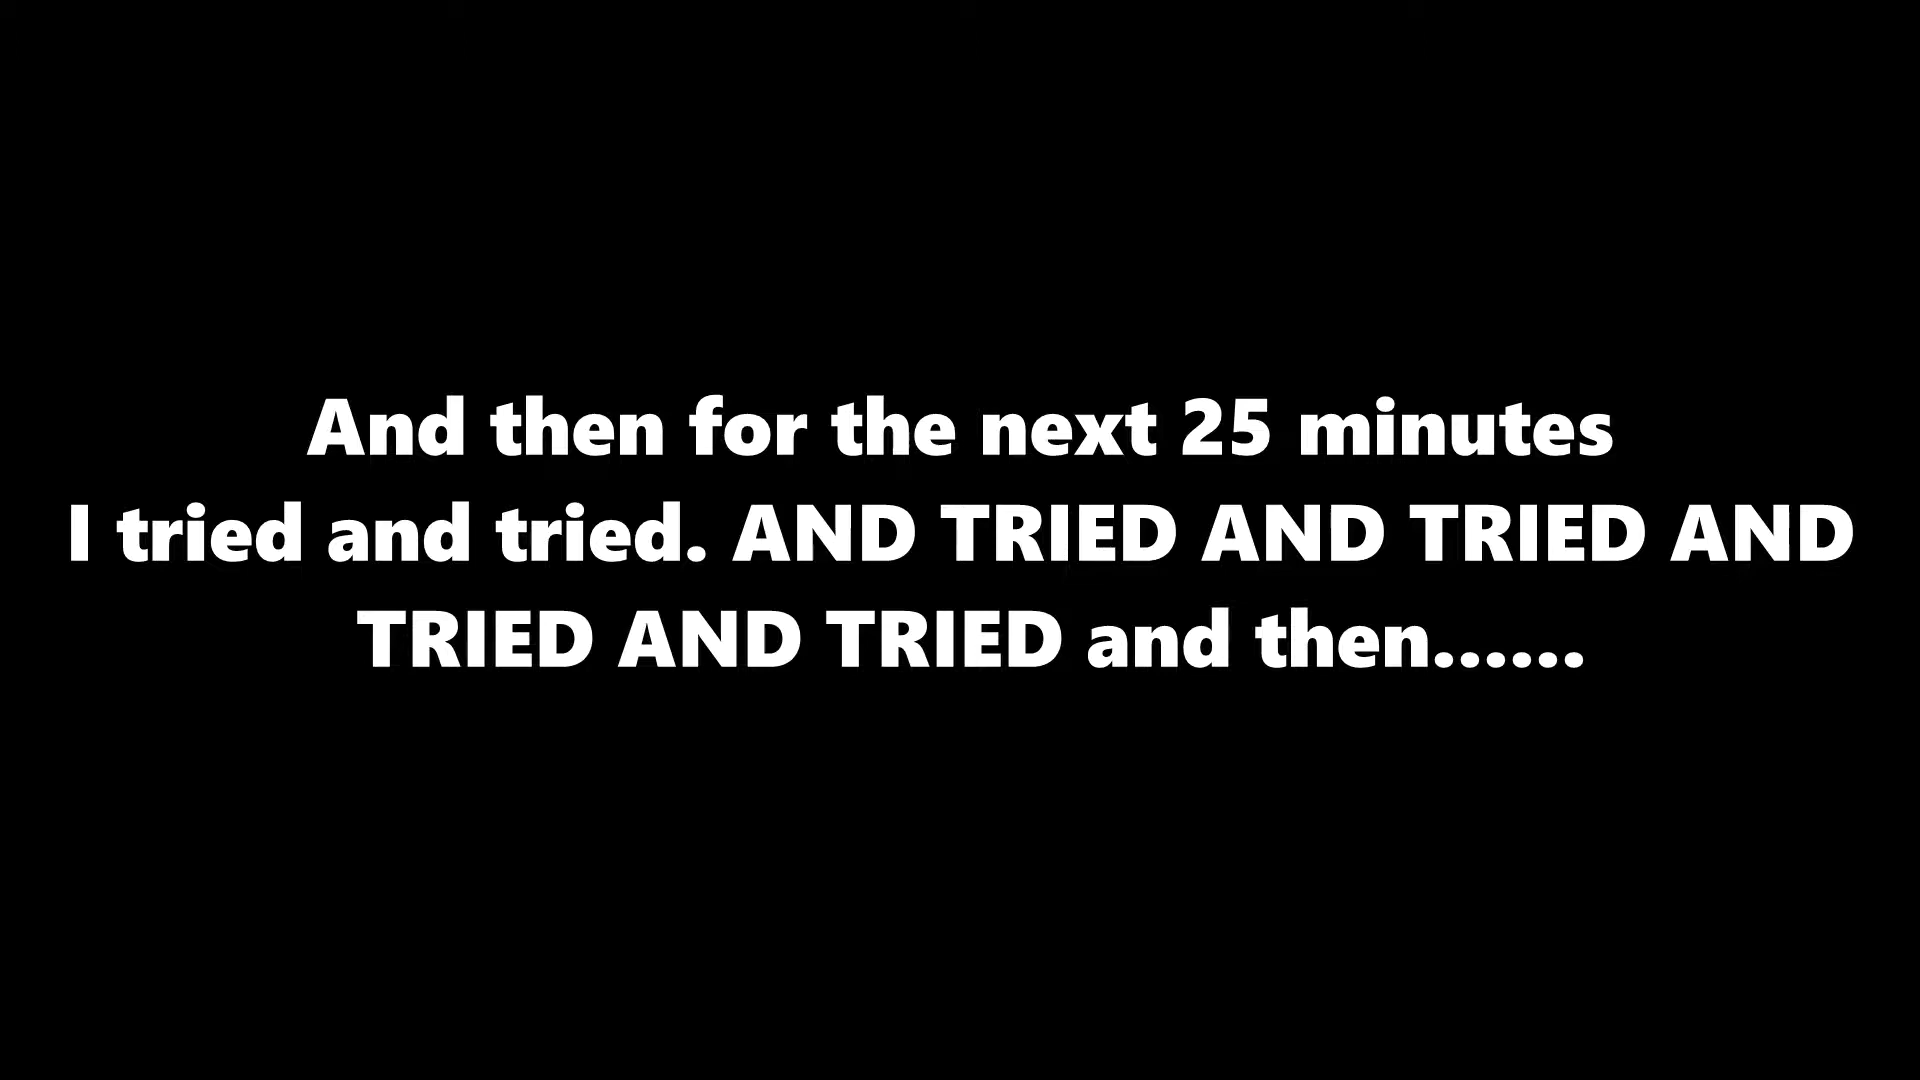 And then for the next 25 minutes
I tried and tried. AND TRIED AND TRIED AND
TRIED AND TRIED and then......